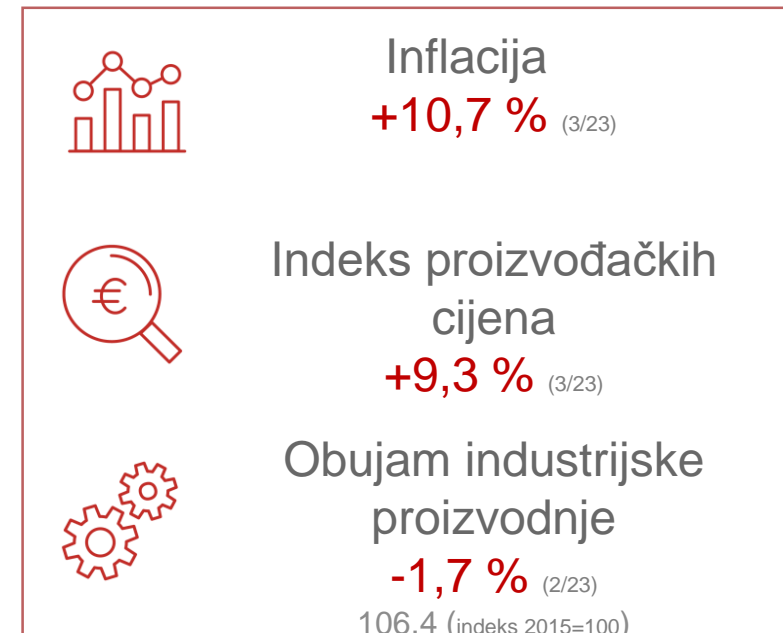 Inflacija
+10,7 % (3/23)
€
Indeks proizvođačkih
cijena
+9,3 % (3/23)
Obujam industrijske
proizvodnje
-1,7 % (2/23)
106,4 (indeks 2015=100)